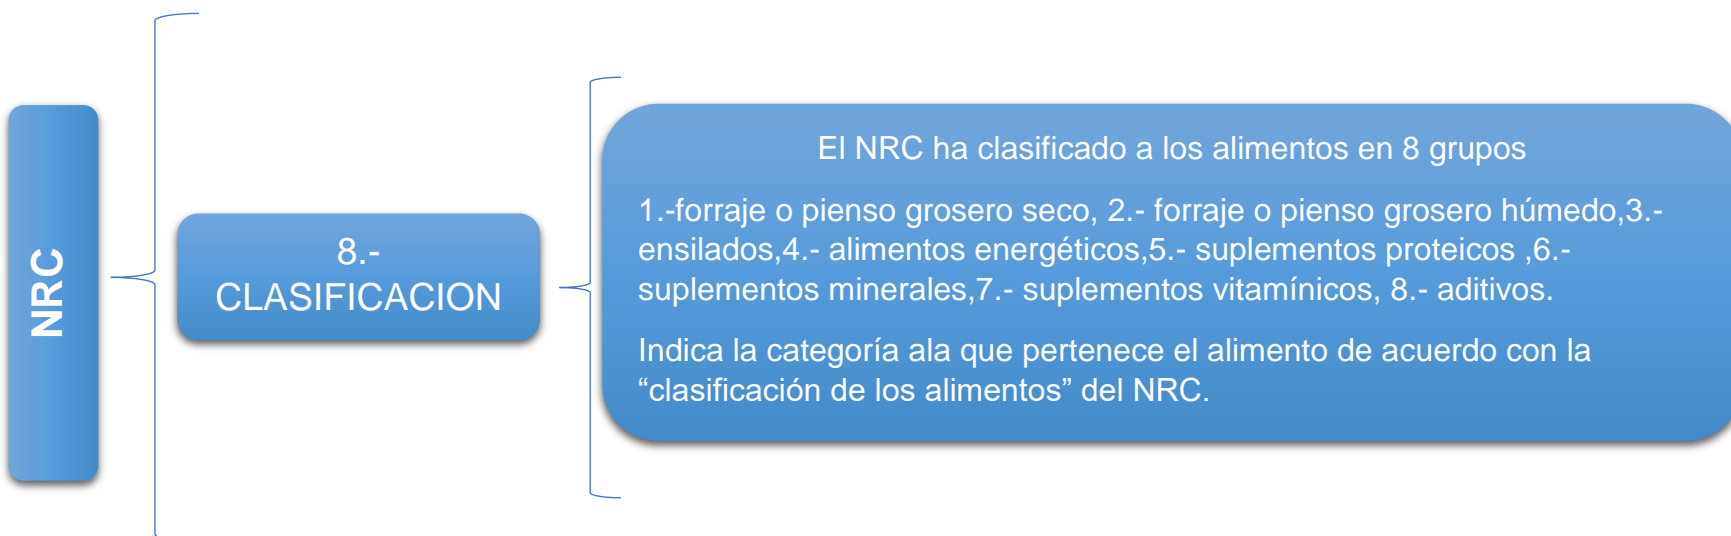 NRC
8.-
CLASIFICACION
El NRC ha clasificado a los alimentos en 8 grupos
1.-forraje o pienso grosero seco, 2.- forraje o pienso grosero húmedo,3.-
ensilados,4.- alimentos energéticos,5.- suplementos proteicos ,6.-
suplementos minerales,7.- suplementos vitamínicos, 8.- aditivos.
Indica la categoría ala que pertenece el alimento de acuerdo con la
“clasificación de los alimentos” del NRC.